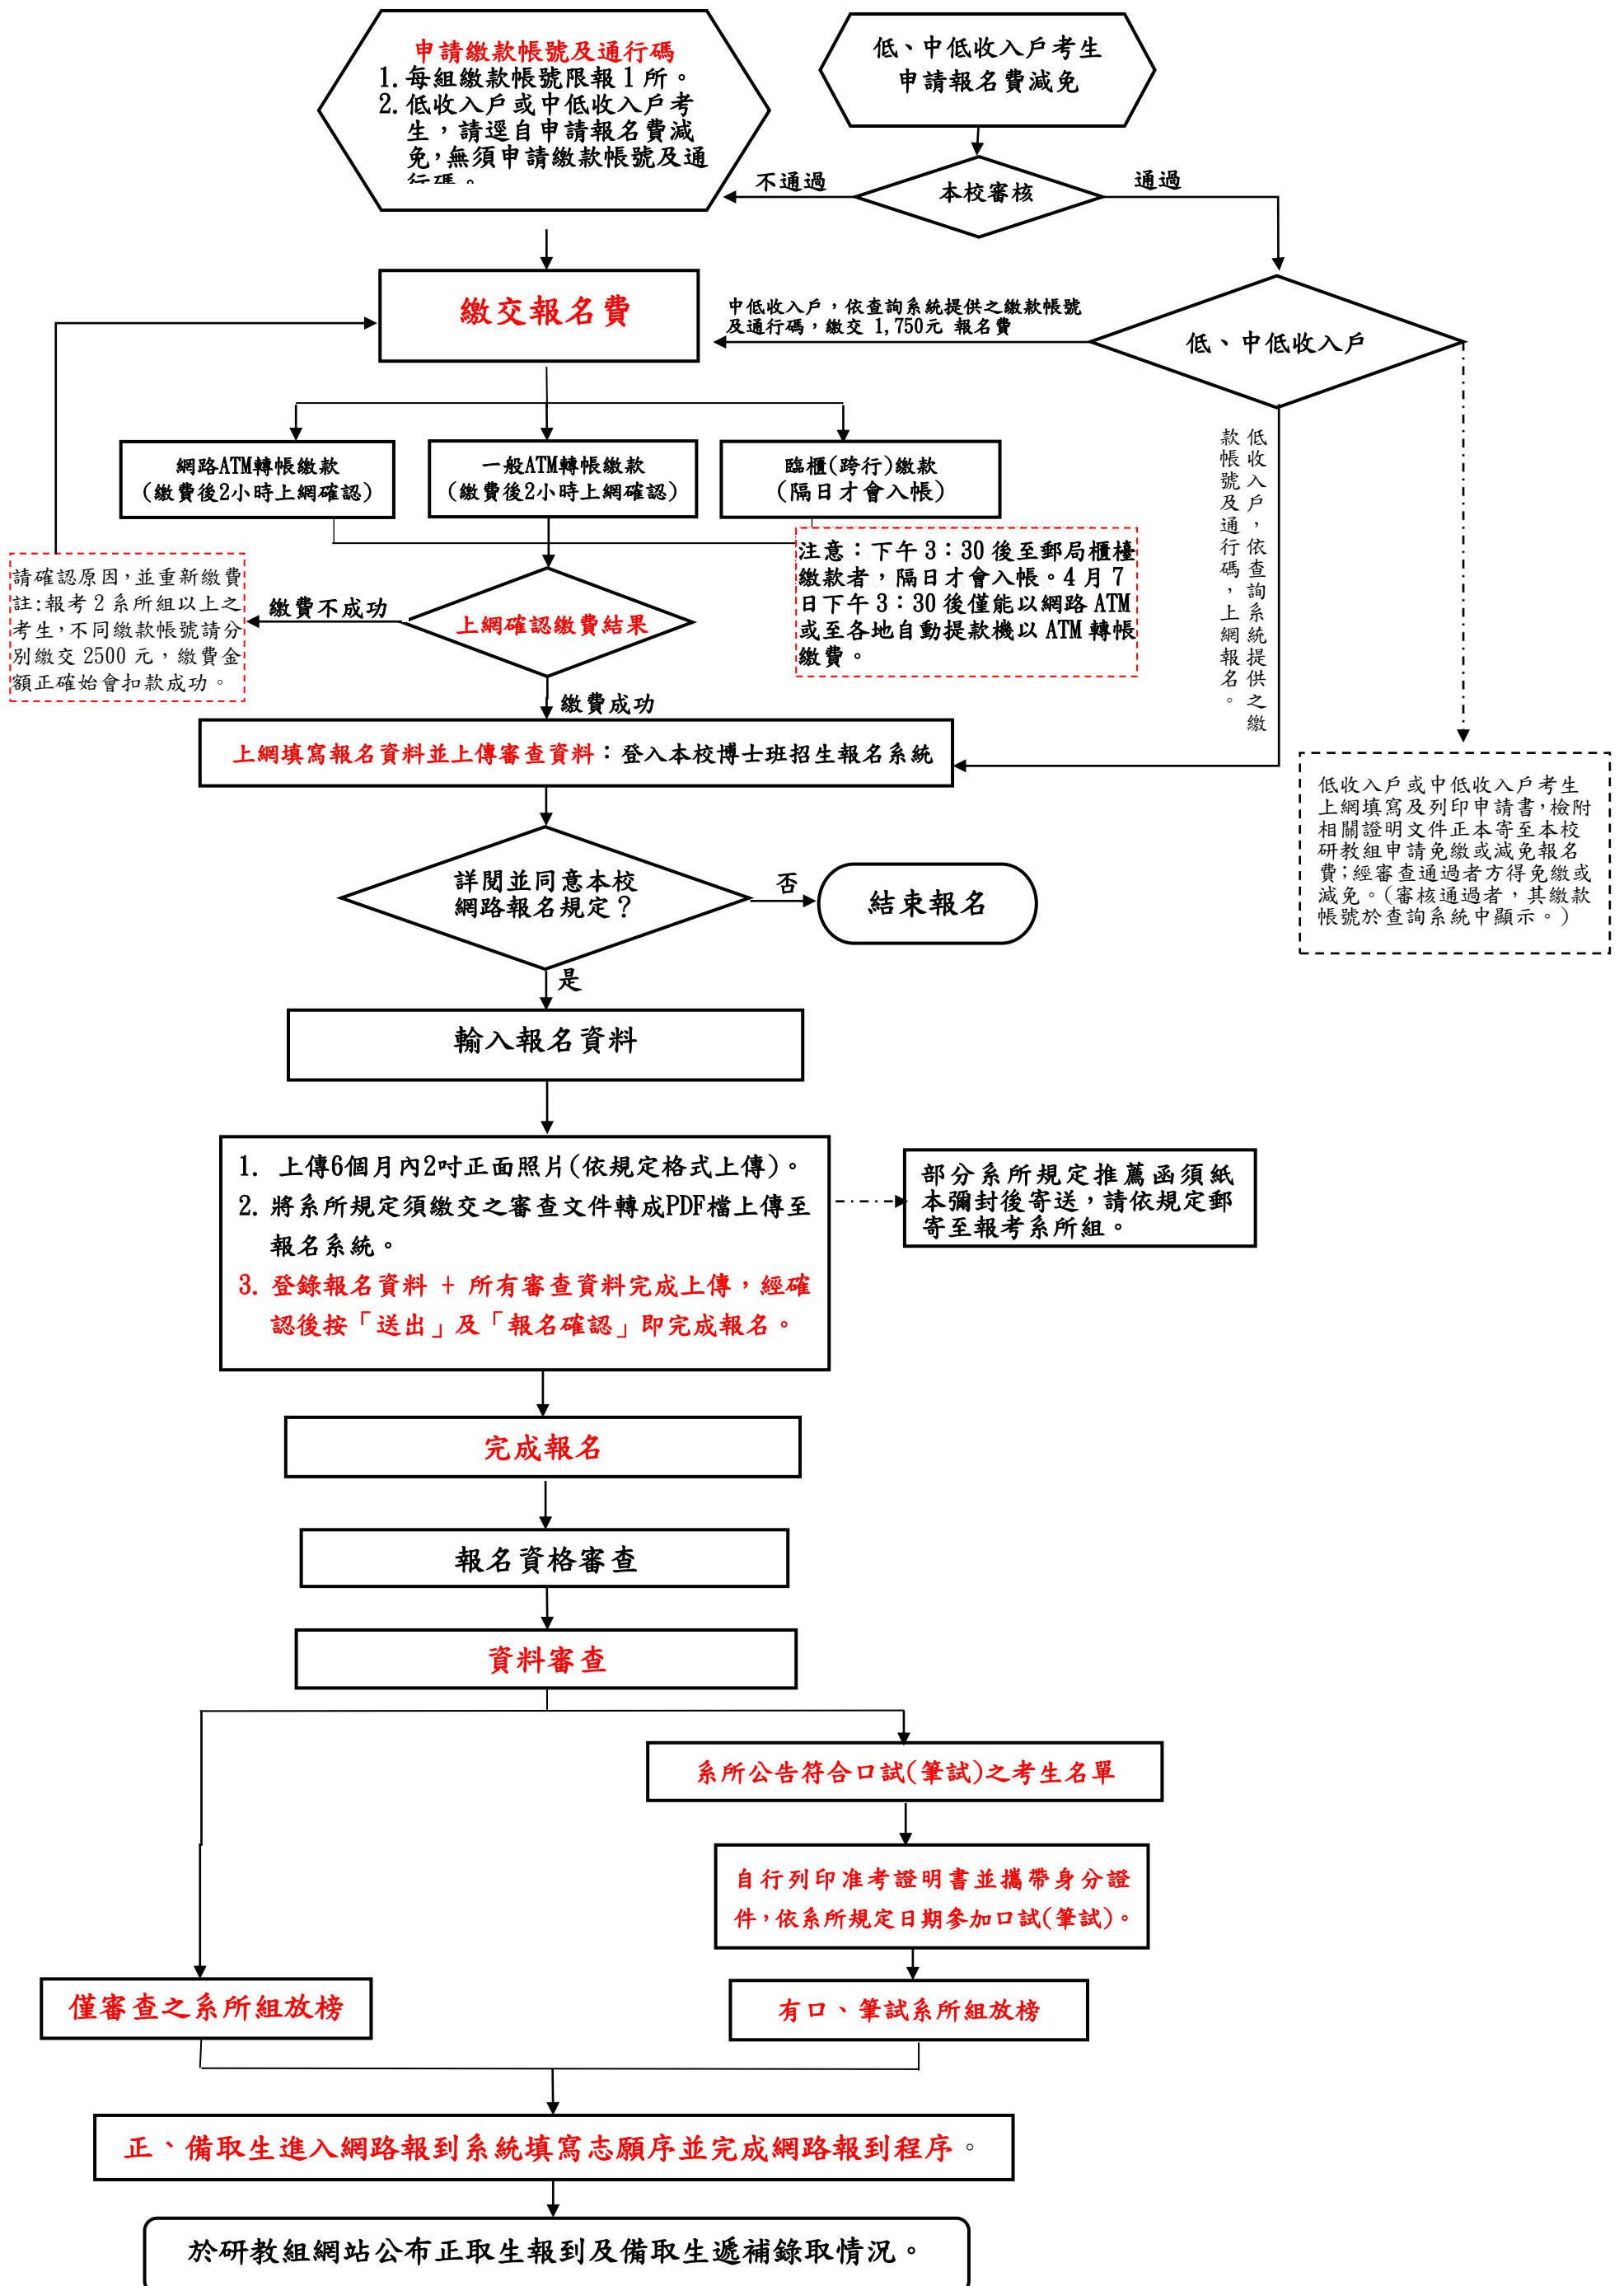 申請繳款帳號及通行碼
1. 每組繳款帳號限報 1 所。
2. 低收入戶或中低收入戶考
生，請逕自申請報名費減
免，無須申請繳款帳號及通
行碼。
低、中低收入戶考生
申請報名費減免
不通過
本校審核
通過
繳交報名費
中低收入戶，依查詢系統提供之繳款帳號
及通行碼，繳交 1,750元 報名費
低、中低收入戶
網路ATM轉帳繳款
(繳費後2小時上網確認)
一般ATM轉帳繳款
(繳費後2小時上網確認)
臨櫃(跨行)繳款
(隔日才會入帳)
低收入戶，依查詢系統提供之繳
款帳號及通行碼，上網報名。
請確認原因，並重新繳費
註:報考 2 系所組以上之
考生，不同繳款帳號請分
別繳交 2500 元，繳費金
額正確始會扣款成功。
繳費不成功
上網確認繳費結果
注意：下午 3：30 後至郵局櫃檯
繳款者，隔日才會入帳。4 月 7
日下午 3：30 後僅能以網路 ATM
或至各地自動提款機以 ATM 轉帳
繳費。
繳費成功
上網填寫報名資料並上傳審查資料：登入本校博士班招生報名系統
低收入戶或中低收入戶考生
上網填寫及列印申請書，檢附
相關證明文件正本寄至本校
研教組申請免繳或減免報名
費；經審查通過者方得免繳或
減免。(審核通過者，其繳款
帳號於查詢系統中顯示。)
詳閱並同意本校
網路報名規定？
否
結束報名
是
輸入報名資料
1. 上傳6個月內2吋正面照片(依規定格式上傳)。
2. 將系所規定須繳交之審查文件轉成PDF檔上傳至
報名系統。
3. 登錄報名資料 + 所有審查資料完成上傳，經確
認後按「送出」及「報名確認」即完成報名。
部分系所規定推薦函須紙
本彌封後寄送，請依規定郵
寄至報考系所組。
完成報名
報名資格審查
資料審查
系所公告符合口試(筆試)之考生名單
自行列印准考證明書並攜帶身分證
件，依系所規定日期參加口試(筆試)。
僅審查之系所組放榜
有口、筆試系所組放榜
正、備取生進入網路報到系統填寫志願序並完成網路報到程序。
於研教組網站公布正取生報到及備取生遞補錄取情況。